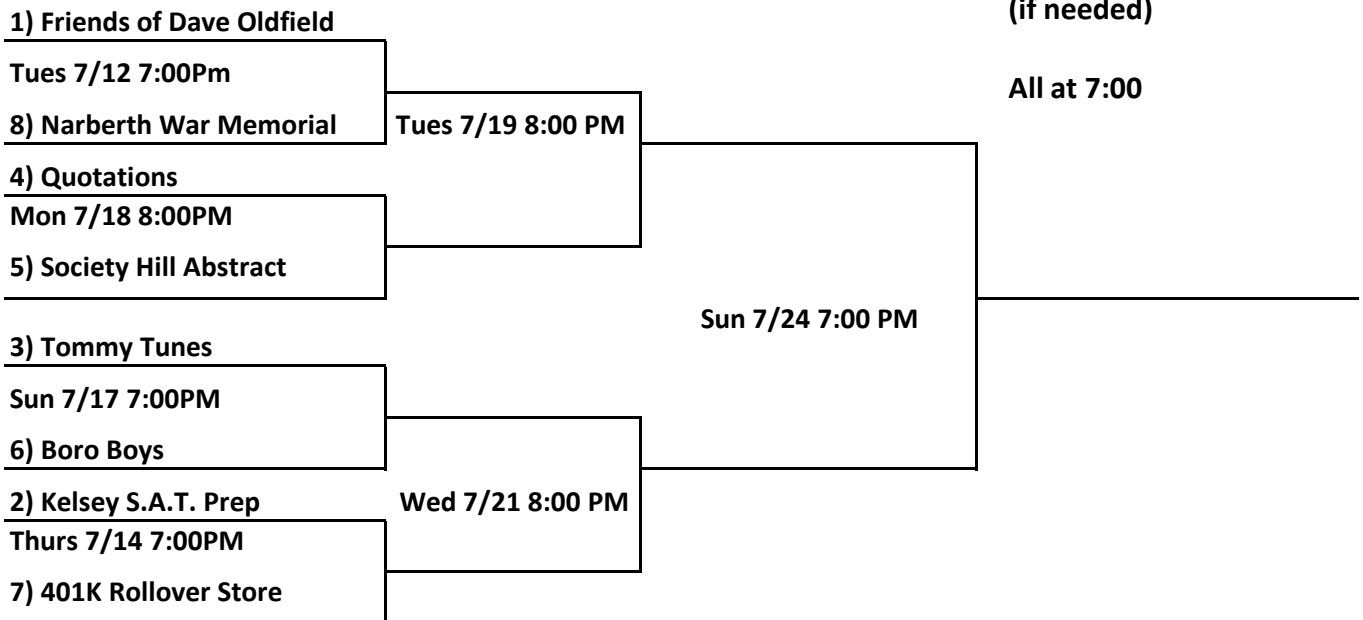 (if needed)
1) Friends of Dave Oldfield
Tues 7/12 7:00Pm
All at 7:00
8) Narberth War Memorial
Tues 7/19 8:00 PM
4) Quotations
Mon 7/18 8:00PM
5) Society Hill Abstract
Sun 7/24 7:00 PM
3) Tommy Tunes
Sun 7/17 7:00PM
6) Boro Boys
2) Kelsey S.A.T. Prep
Wed 7/21 8:00 PM
Thurs 7/14 7:00PM
7) 401K Rollover Store